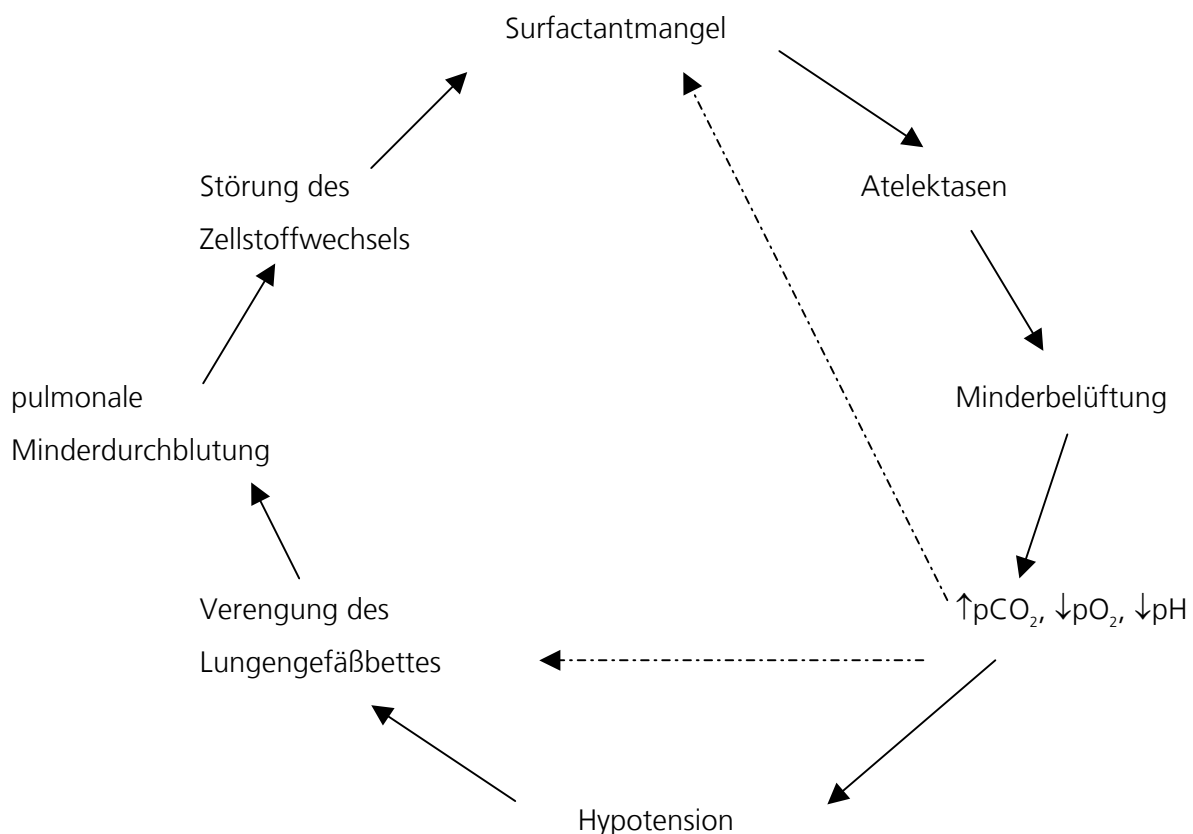 Surfactantmangel
Atelektasen
Minderbelüftung
↑pCO₂, ↓pO₂, ↓pH
Hypotension
Verengung des
Lungengefäßbettes
pulmonale
Minderdurchblutung
Störung des
Zellstoffwechsels